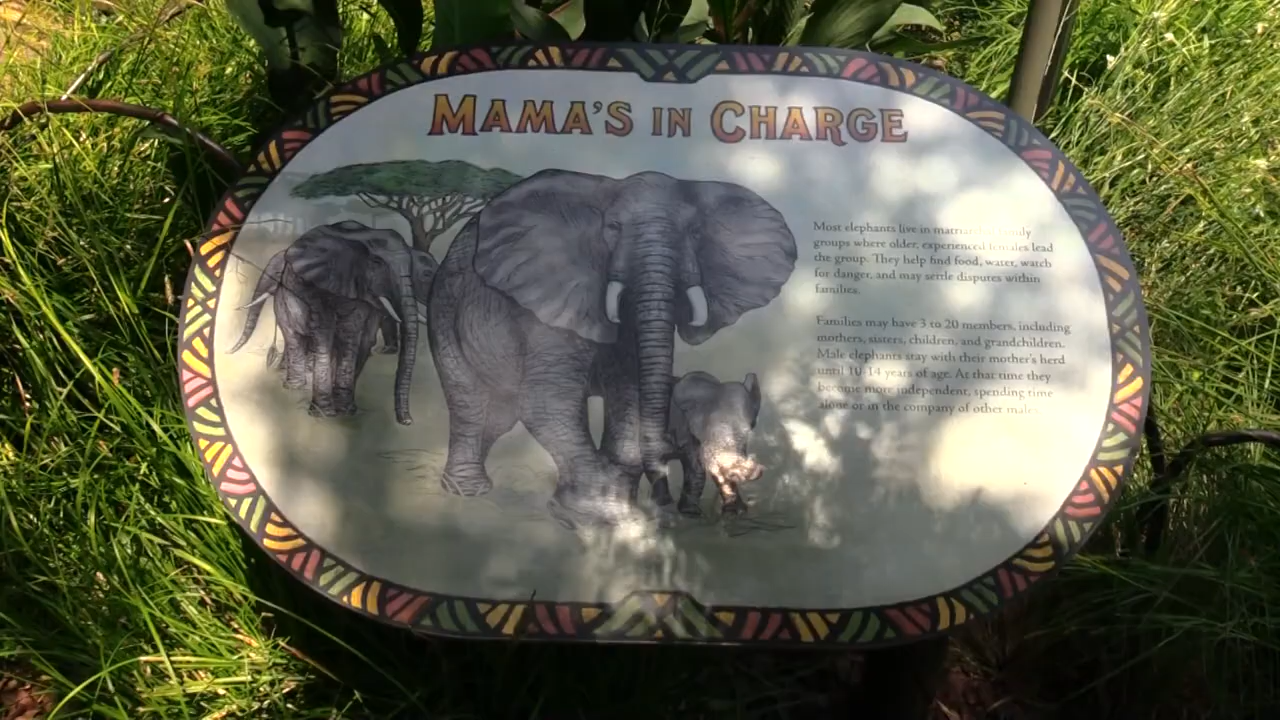 MAMA'S IN CHARGE
Most elephants live in matriarchal family
groups where older, experienced females lead
the group. They help find food, water, watch
for danger, and may settle disputes within
families.
Families may have 3 to 20 members, including
mothers, sisters, children, and grandchildren.
Male elephants stay with their mother's herd
until 10-14 years of age. At that time they
become more independent, spending time
alone or in the company of other males.